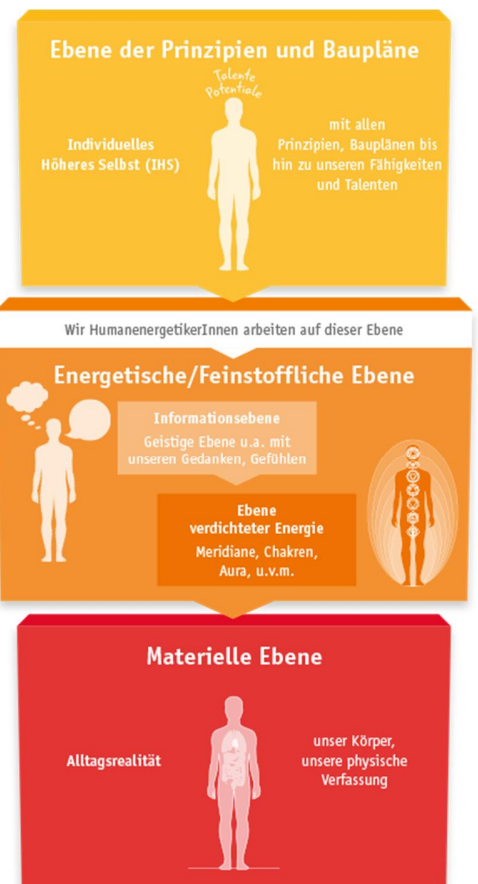 Ebene der Prinzipien und Baupläne
Talente
Potentiale
Individuelles
Höheres Selbst (IHS)
mit allen
Prinzipien, Bauplänen bis
hin zu unseren Fähigkeiten
und Talenten
Wir HumanenergetikerInnen arbeiten auf dieser Ebene
Energetische/Feinstoffliche Ebene
Informationsebene
Geistige Ebene u.a. mit
unseren Gedanken, Gefühlen
Ebene
verdichteter Energie
Meridiane, Chakren,
Aura, u.v.m.
Materielle Ebene
Alltagsrealität
unser Körper,
unsere physische
Verfassung